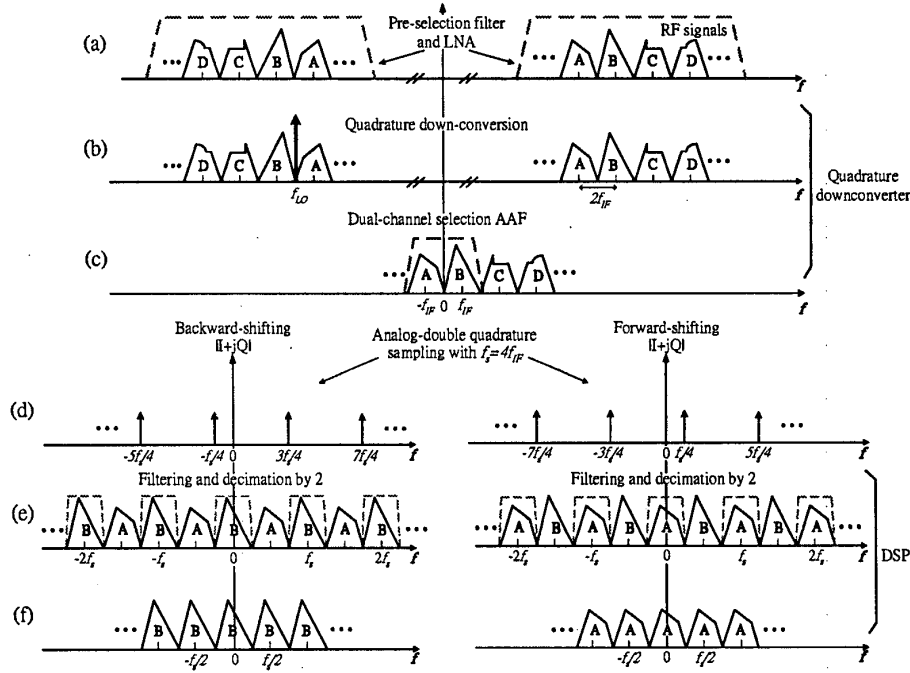 (a)
Pre-selection filter
and LNA
RF signals
D C B A
A B C D
f
(b)
Quadrature down-conversion
D C B A
A B C D
f_LO
2f_IF
f
Quadrature
downconverter
(c)
Dual-channel selection AAF
A B C D
-f_IF 0 f_IF
f
Backward-shifting
|I+jQ|
Analog-double quadrature
sampling with f_s=4f_IF
Forward-shifting
|I+jQ|
(d)
-5f_s/4 -f_s/4 0 3f_s/4 7f_s/4 f
-7f_s/4 -3f_s/4 0 f_s/4 5f_s/4 f
(e)
Filtering and decimation by 2
B A B A B A B A B
-2f_s -f_s 0 f_s 2f_s f
Filtering and decimation by 2
A B A B A B A B A
-2f_s -f_s 0 f_s 2f_s f
DSP
(f)
B B B B B
-f_s/2 0 f_s/2 f
A A A A A
-f_s/2 0 f_s/2 f